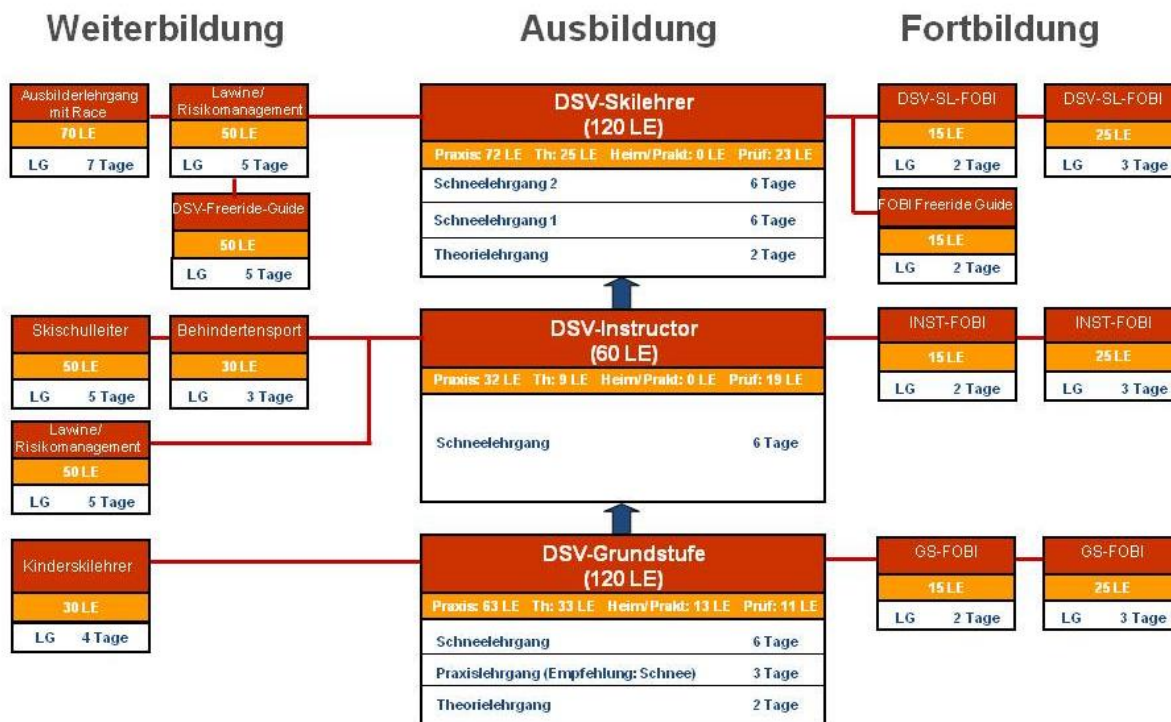 Weiterbildung
Ausbildung
Fortbildung
Ausbilderlehrgang
mit Race
70 LE
LG 7 Tage
Lawine/
Risikomanagement
50 LE
LG 5 Tage
DSV-Freeride-Guide
50 LE
LG 5 Tage
DSV-Skilehrer
(120 LE)
Praxis: 72 LE Th: 25 LE Heim/Prakt: 0 LE Prüf: 23 LE
Schneelehrgang 2 6 Tage
Schneelehrgang 1 6 Tage
Theorielehrgang 2 Tage
DSV-SL-FOBI
15 LE
LG 2 Tage
DSV-SL-FOBI
25 LE
LG 3 Tage
FOBI Freeride Guide
15 LE
LG 2 Tage
Skischulleiter
50 LE
LG 5 Tage
Behindertensport
30 LE
LG 3 Tage
Lawine/
Risikomanagement
50 LE
LG 5 Tage
DSV-Instructor
(60 LE)
Praxis: 32 LE Th: 9 LE Heim/Prakt: 0 LE Prüf: 19 LE
Schneelehrgang 6 Tage
INST-FOBI
15 LE
LG 2 Tage
INST-FOBI
25 LE
LG 3 Tage
Kinderskilehrer
30 LE
LG 4 Tage
DSV-Grundstufe
(120 LE)
Praxis: 63 LE Th: 33 LE Heim/Prakt: 13 LE Prüf: 11 LE
Schneelehrgang 6 Tage
Praxislehrgang (Empfehlung: Schnee) 3 Tage
Theorielehrgang 2 Tage
GS-FOBI
15 LE
LG 2 Tage
GS-FOBI
25 LE
LG 3 Tage